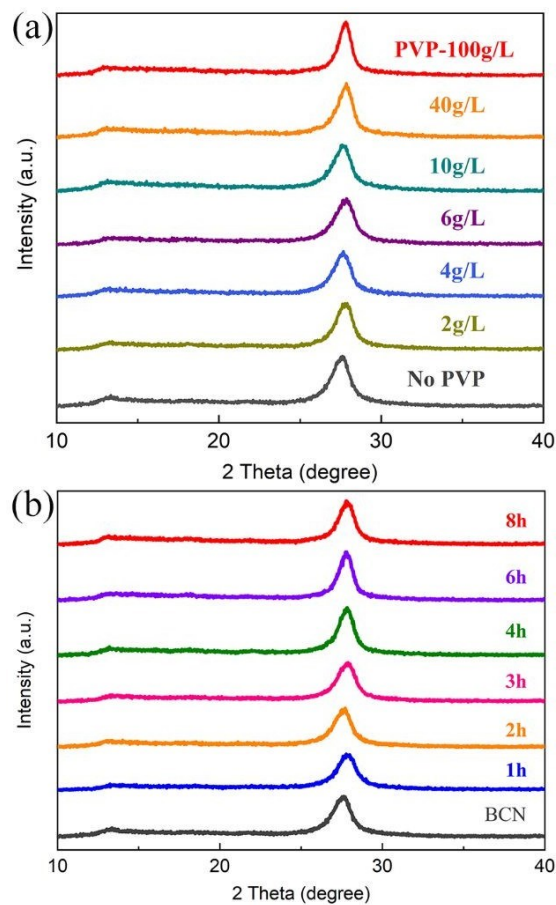 (a)
PVP-100g/L
40g/L
10g/L
6g/L
4g/L
2g/L
No PVP
Intensity (a.u.)
10 20 30 40
2 Theta (degree)
(b)
8h
6h
4h
3h
2h
1h
BCN
Intensity (a.u.)
10 20 30 40
2 Theta (degree)